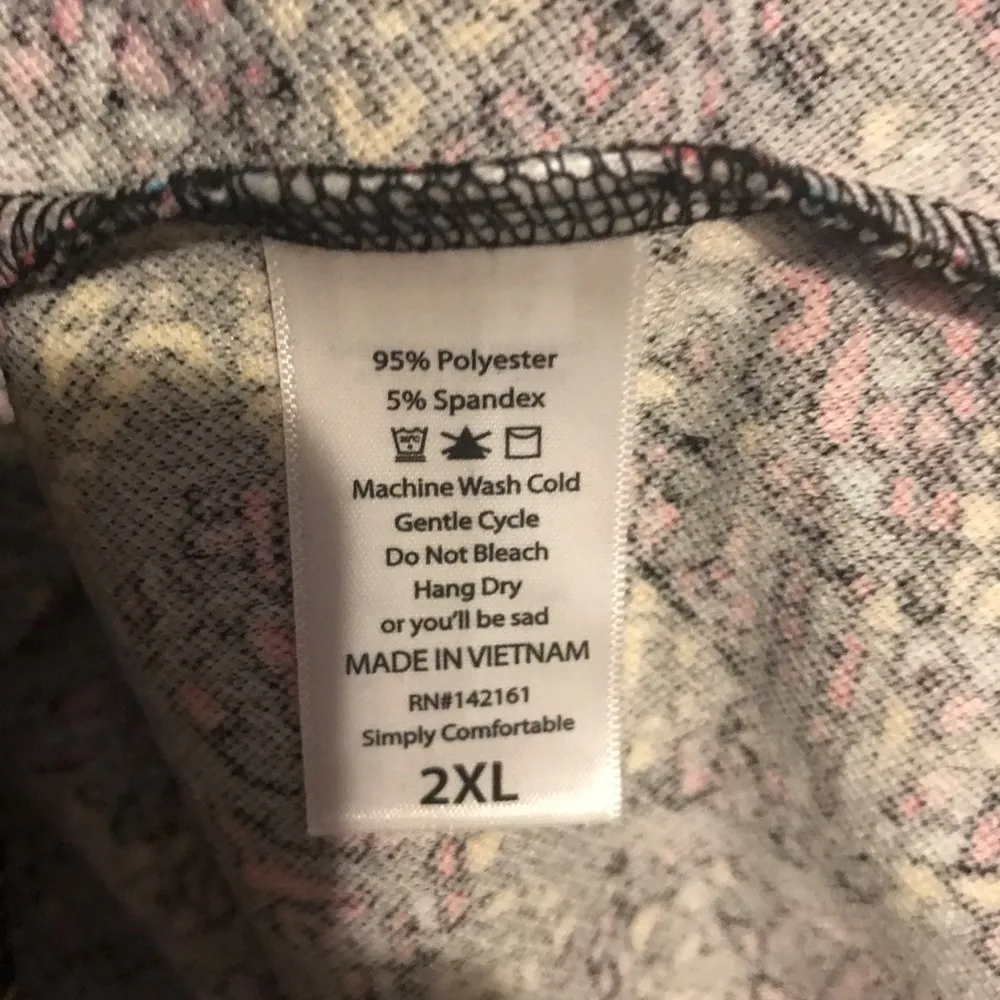 95% Polyester
5% Spandex
30°C
Machine Wash Cold
Gentle Cycle
Do Not Bleach
Hang Dry
or you'll be sad
MADE IN VIETNAM
RN#142161
Simply Comfortable
2XL